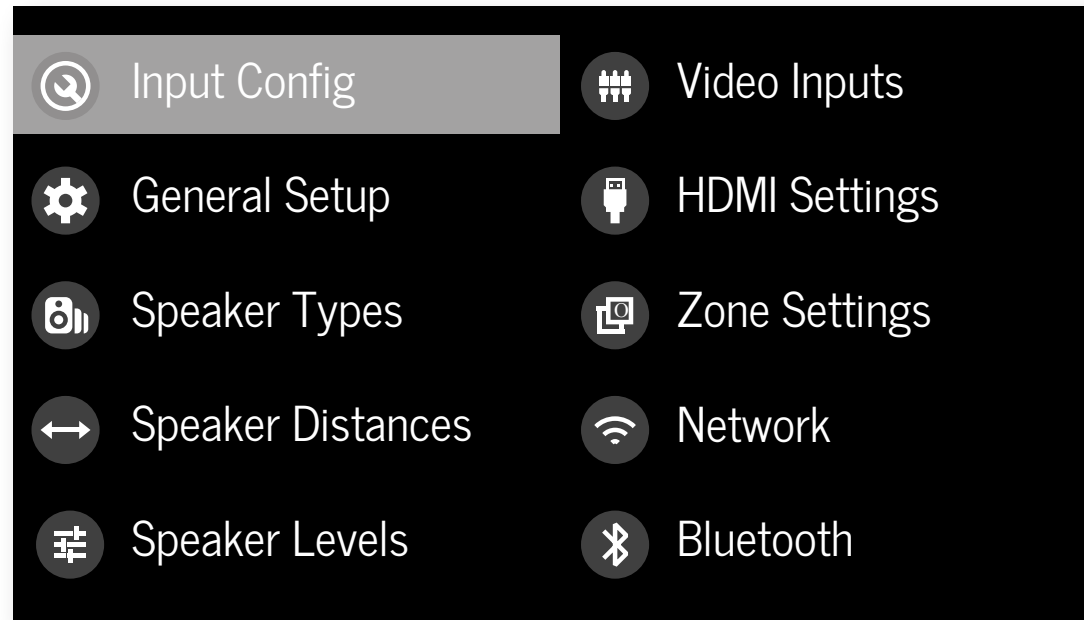 Input Config
General Setup
Speaker Types
Speaker Distances
Speaker Levels
Video Inputs
HDMI Settings
O
Zone Settings
Network
Bluetooth